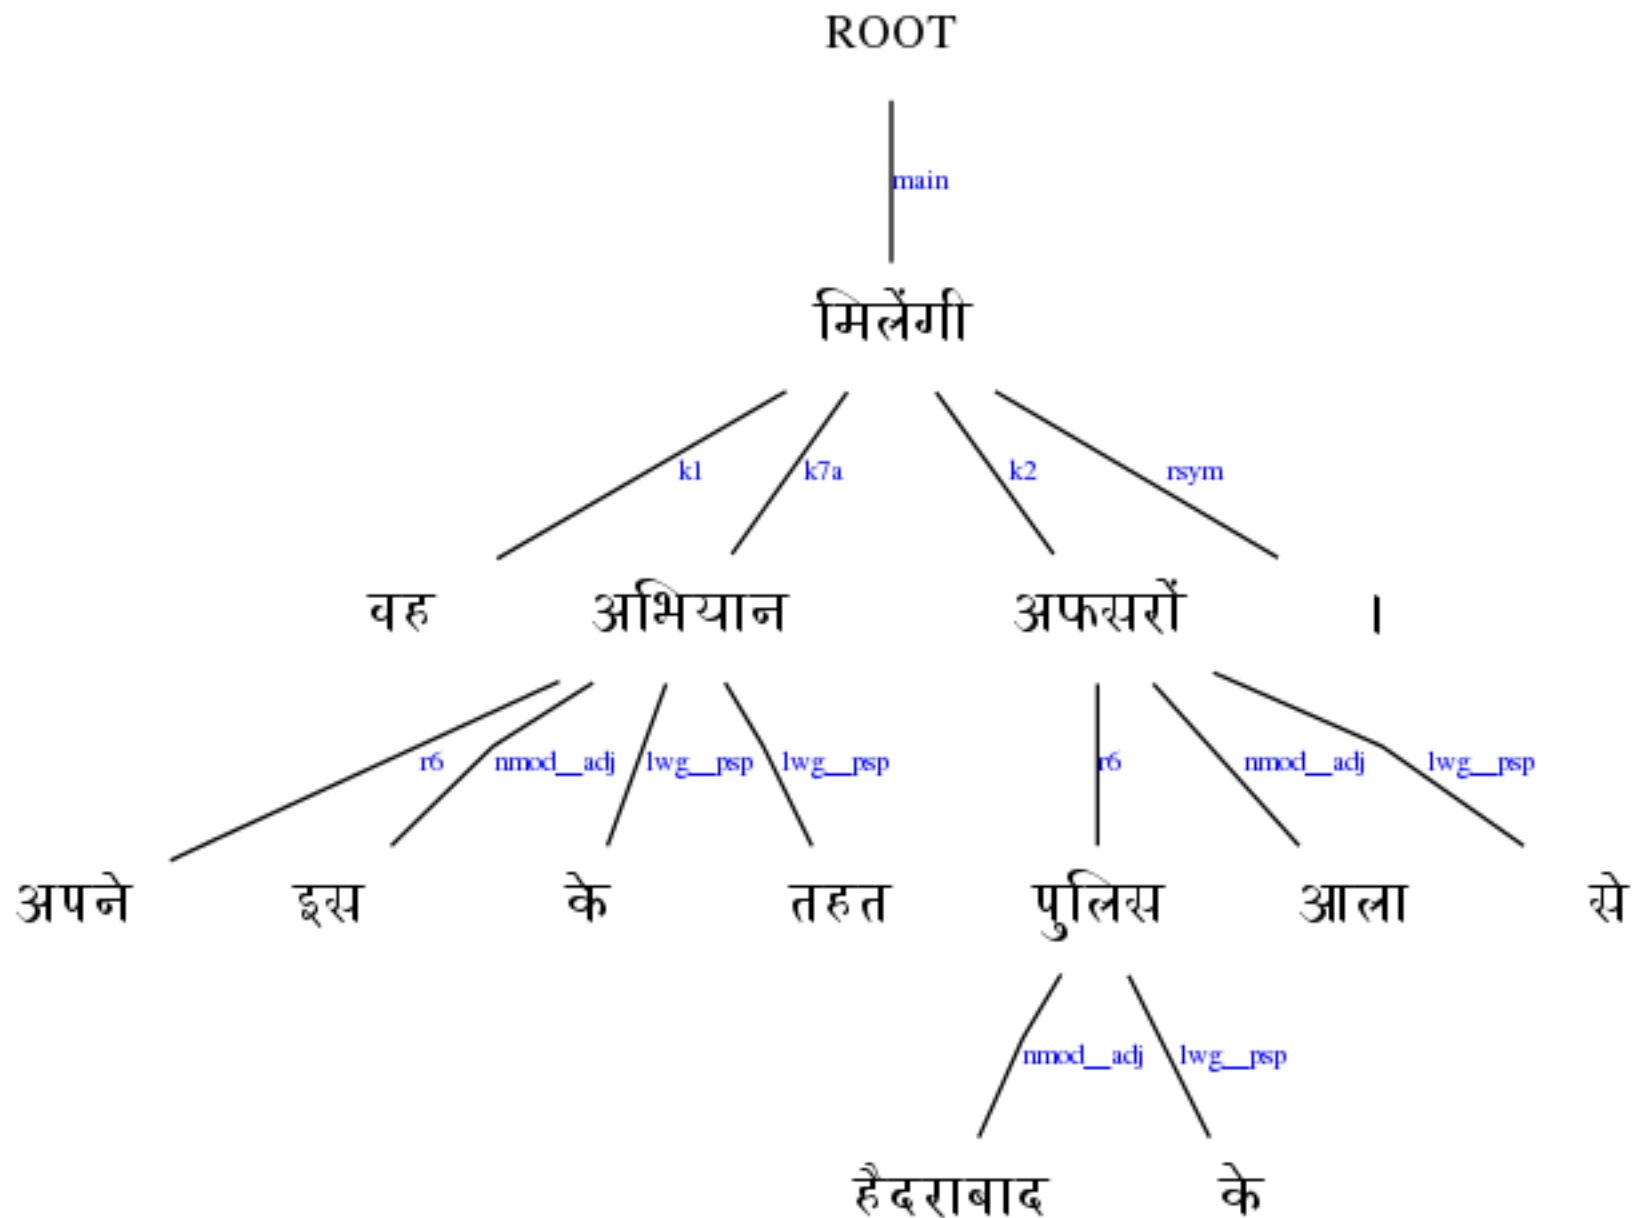 ROOT
main
मिलेंगी
k1 k7a k2 rsym
वह अभियान अफसरों ।
r6 nmod__adj lwg__psp lwg__psp r6 nmod__adj lwg__psp
अपने इस के तहत पुलिस आला से
nmod__adj lwg__psp
हैदराबाद के